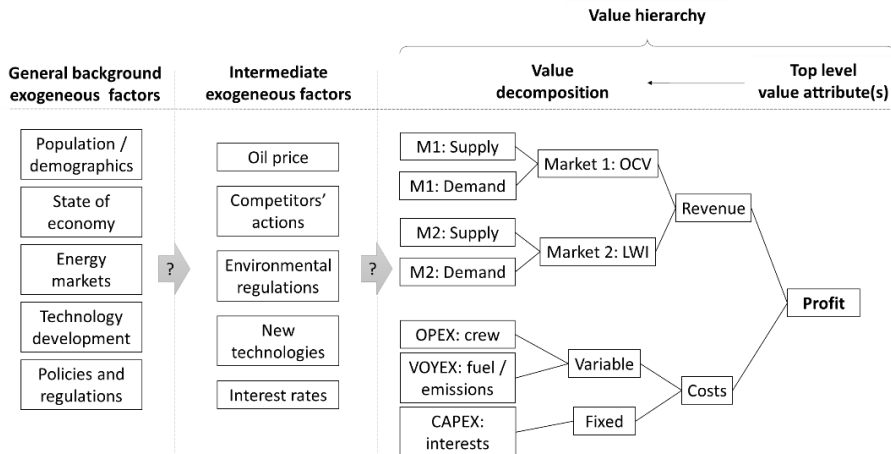 Value hierarchy
General background
exogeneous factors
Intermediate
exogeneous factors
Value
decomposition
Top level
value attribute(s)
Population /
demographics
State of
economy
Energy
markets
Technology
development
Policies and
regulations
?
Oil price
Competitors'
actions
Environmental
regulations
New
technologies
Interest rates
?
M1: Supply
M1: Demand
M2: Supply
M2: Demand
OPEX: crew
VOYEX: fuel /
emissions
CAPEX:
interests
Market 1: OCV
Market 2: LWI
Variable
Fixed
Revenue
Costs
Profit